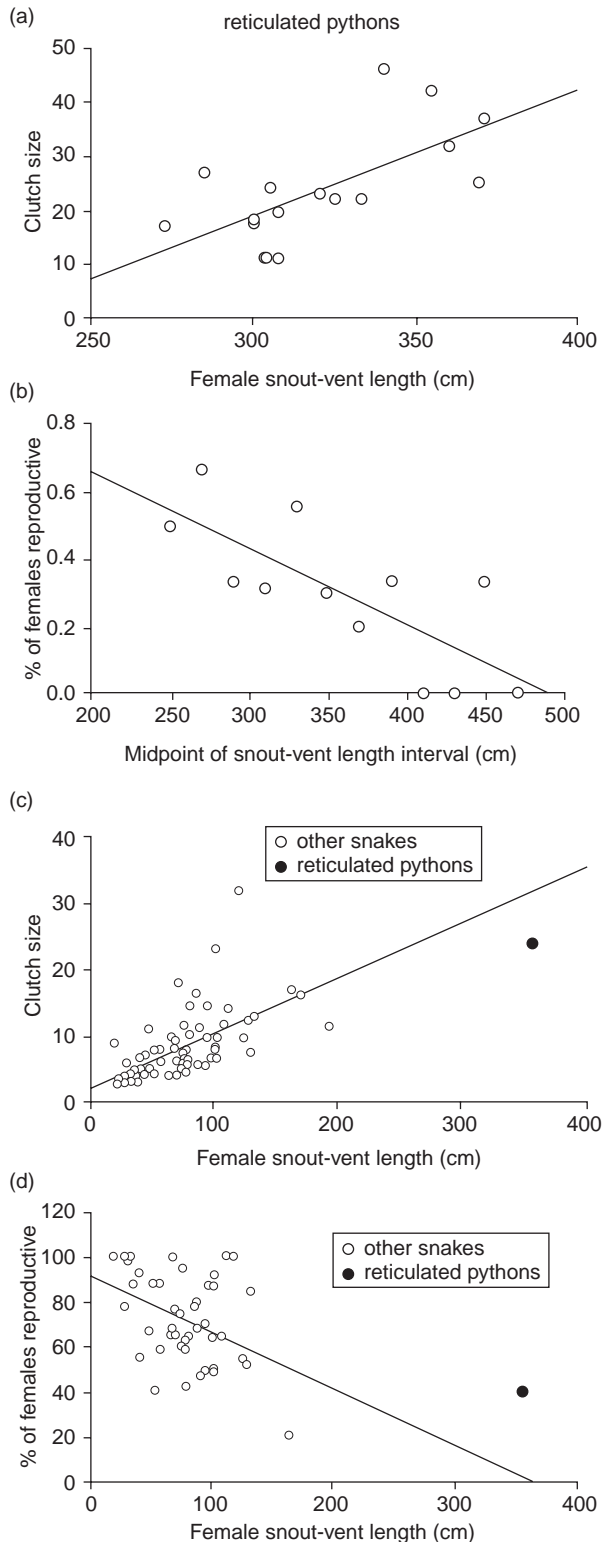 (a)
reticulated pythons
50
40
30
20
10
0
Clutch size
250 300 350 400
Female snout-vent length (cm)
(b)
0.8
0.6
0.4
0.2
0.0
% of females reproductive
200 250 300 350 400 450 500
Midpoint of snout-vent length interval (cm)
(c)
40
30
20
10
0
Clutch size
other snakes
reticulated pythons
0 100 200 300 400
Female snout-vent length (cm)
(d)
120
100
80
60
40
20
0
% of females reproductive
other snakes
reticulated pythons
0 100 200 300 400
Female snout-vent length (cm)